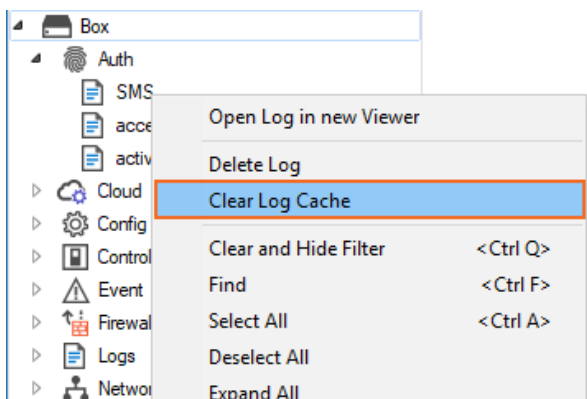 Box
Auth
SMS
acce
activ
Cloud
Config
Control
Event
Firewal
Logs
Networ
Open Log in new Viewer
Delete Log
Clear Log Cache
Clear and Hide Filter <Ctrl Q>
Find <Ctrl F>
Select All <Ctrl A>
Deselect All
Expand All